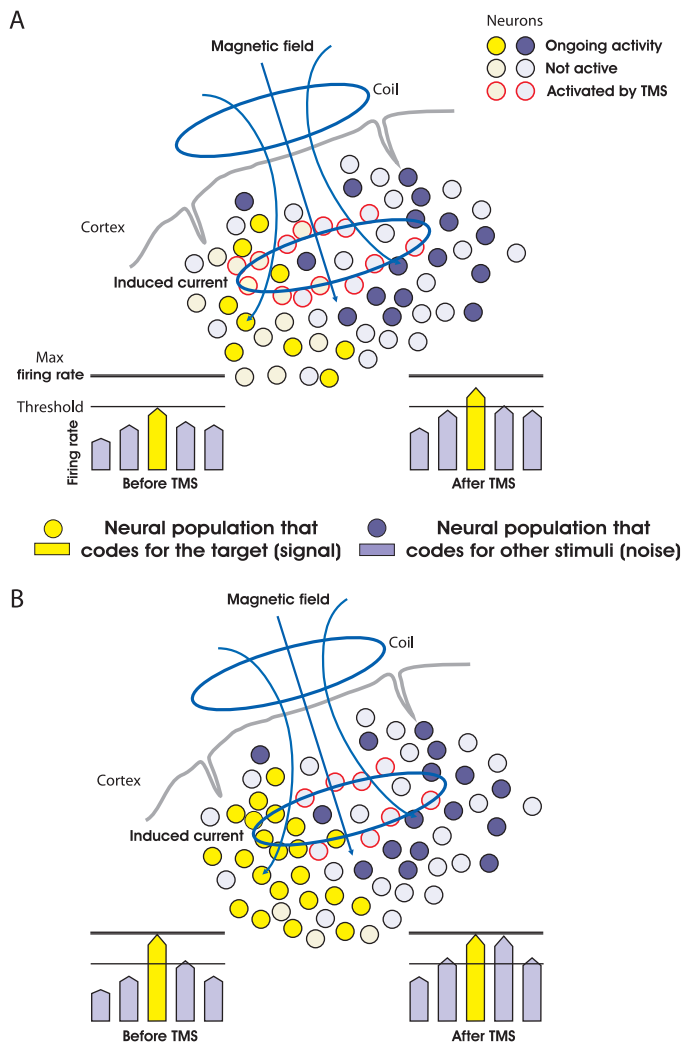 A
Neurons
Magnetic field
Ongoing activity
Not active
Coil
Activated by TMS
Cortex
Induced current
Max
firing rate
Threshold
Firing rate
Before TMS
After TMS
Neural population that
codes for the target (signal)
Neural population that
codes for other stimuli (noise)
B
Magnetic field
Coil
Cortex
Induced current
Before TMS
After TMS